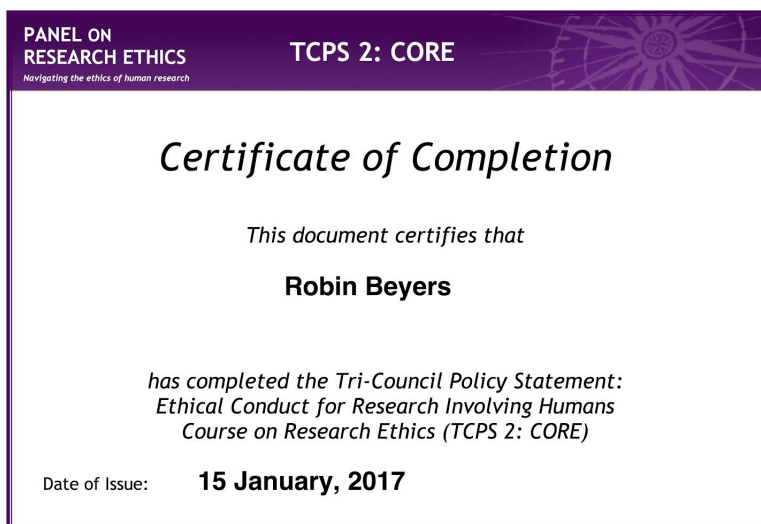 PANEL ON
RESEARCH ETHICS
Navigating the ethics of human research
TCPS 2: CORE
Certificate of Completion
This document certifies that
Robin Beyers
has completed the Tri-Council Policy Statement:
Ethical Conduct for Research Involving Humans
Course on Research Ethics (TCPS 2: CORE)
Date of Issue: 15 January, 2017